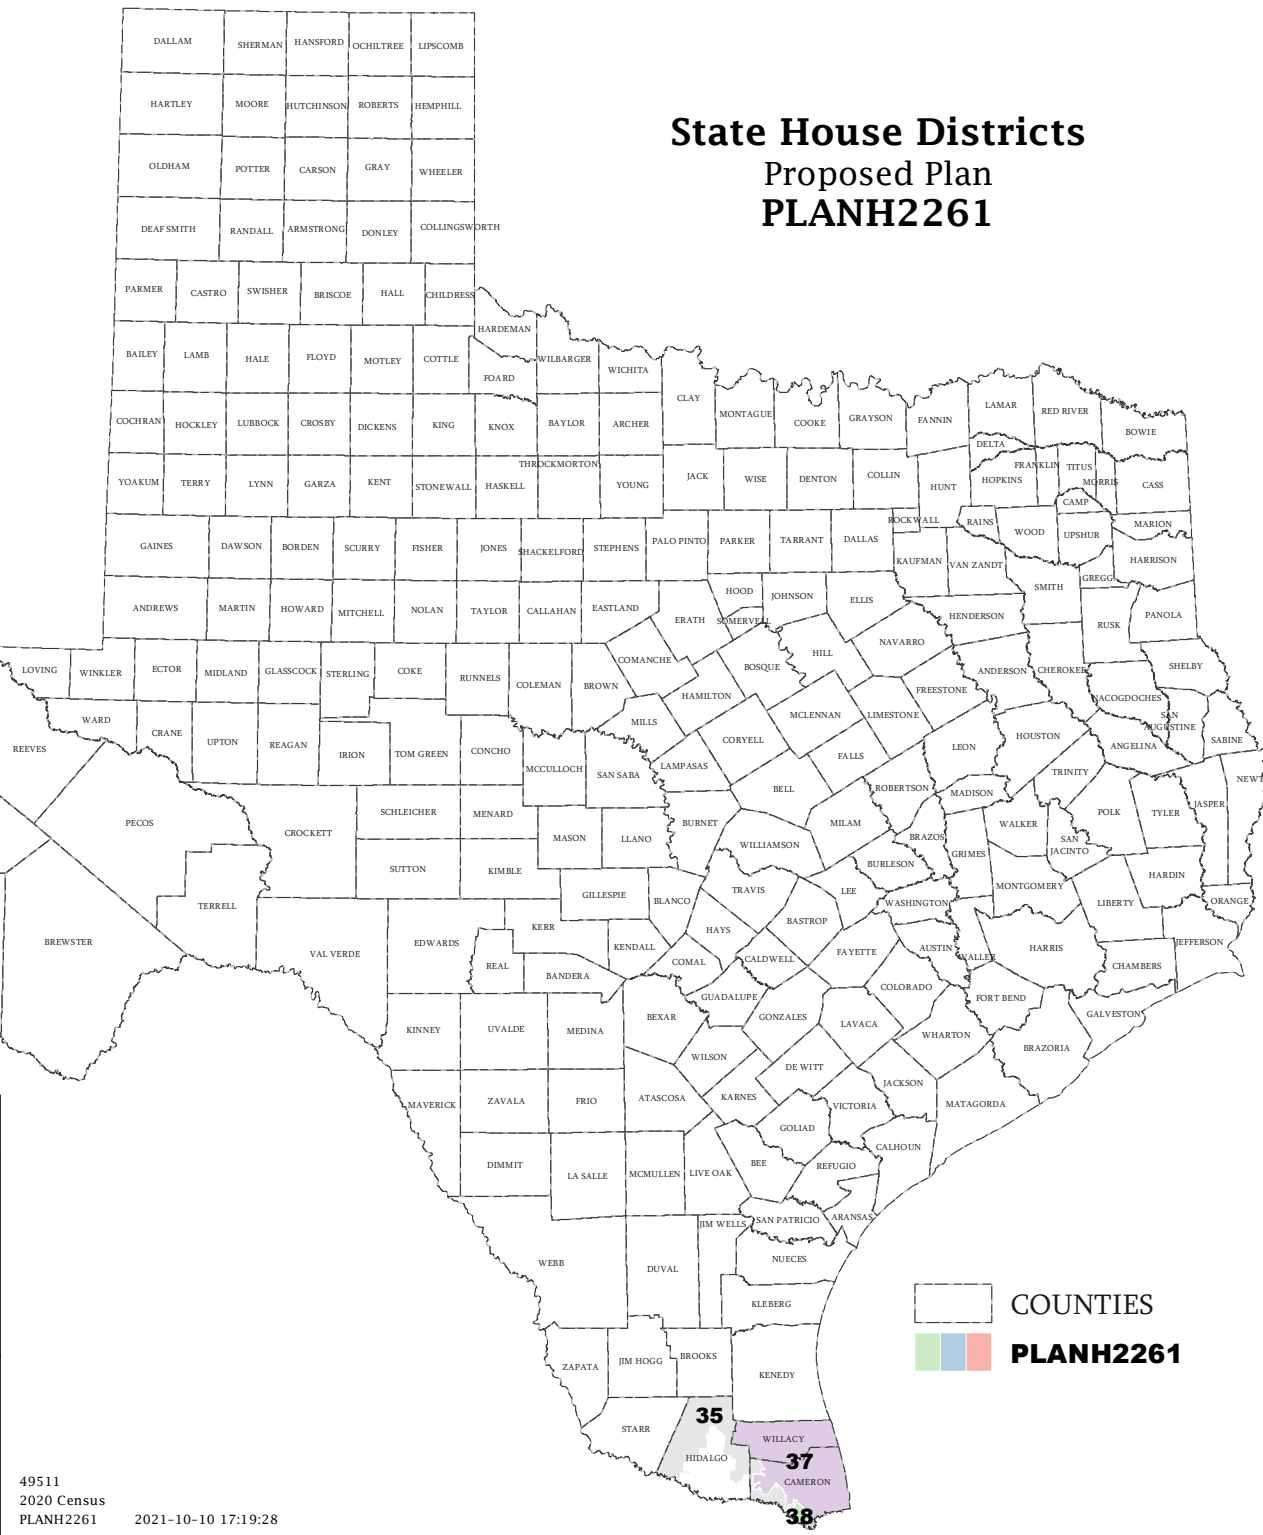 State House Districts
Proposed Plan
PLANH2261
DALLAM SHERMAN HANSFORD OCHILTREE LIPSCOMB
HARTLEY MOORE HUTCHINSON ROBERTS HEMPHILL
OLDHAM POTTER CARSON GRAY WHEELER
DEAF SMITH RANDALL ARMSTRONG DONLEY COLLINGSWORTH
PARMER CASTRO SWISHER BRISCOE HALL CHILDRESS
HARDEMAN
BAILEY LAMB HALE FLOYD MOTLEY COTTLE WILBARGER WICHITA
FOARD
CLAY MONTAGUE COOKE GRAYSON FANNIN LAMAR RED RIVER BOWIE
COCHRAN HOCKLEY LUBBOCK CROSBY DICKENS KING KNOX BAYLOR ARCHER
DELTA
THROCKMORTON
FRANKLIN TITUS
YOAKUM TERRY LYNN GARZA KENT STONEWALL HASKELL YOUNG JACK WISE DENTON COLLIN HUNT HOPKINS MORRIS CASS
CAMP
ROCKWALL RAINS WOOD UPSHUR MARION
GAINES DAWSON BORDEN SCURRY FISHER JONES SHACKELFORD STEPHENS PALO PINTO PARKER TARRANT DALLAS
KAUFMAN VAN ZANDT HARRISON
SMITH GREGG
ANDREWS MARTIN HOWARD MITCHELL NOLAN TAYLOR CALLAHAN EASTLAND ERATH HOOD JOHNSON ELLIS
SOMERVELL HENDERSON RUSK PANOLA
NAVARRO
LOVING WINKLER ECTOR MIDLAND GLASSCOCK STERLING COKE RUNNELS COLEMAN BROWN COMANCHE BOSQUE HILL ANDERSON CHEROKEE SHELBY
HAMILTON FREESTONE NACOGDOCHES
WARD CRANE MILLS MCLENNAN LIMESTONE SAN
AUGUSTINE
REEVES UPTON REAGAN IRION TOM GREEN CONCHO CORYELL FALLS LEON HOUSTON ANGELINA SABINE
MCCULLOCH SAN SABA LAMPASAS TRINITY NEWT
BELL ROBERTSON MADISON JASPER
PECOS CROCKETT SCHLEICHER MENARD BURNET MILAM WALKER POLK TYLER
MASON LLANO WILLIAMSON BRAZOS SAN
JACINTO
GRIMES
SUTTON KIMBLE BURLESON HARDIN
TRAVIS LEE MONTGOMERY
GILLESPIE BLANCO WASHINGTON LIBERTY ORANGE
TERRELL
BREWSTER VAL VERDE EDWARDS KERR HAYS BASTROP
KENDALL FAYETTE AUSTIN HARRIS JEFFERSON
REAL BANDERA COMAL CALDWELL WALLER CHAMBERS
GUADALUPE COLORADO FORT BEND
KINNEY UVALDE MEDINA BEXAR GONZALES LAVACA GALVESTON
WHARTON BRAZORIA
WILSON DE WITT
JACKSON
MAVERICK ZAVALA FRIO ATASCOSA KARNES VICTORIA MATAGORDA
GOLIAD
CALHOUN
DIMMIT LA SALLE MCMULLEN LIVE OAK BEE REFUGIO
JIM WELLS SAN PATRICIO ARANSAS
WEBB DUVAL NUECES
KLEBERG
ZAPATA JIM HOGG BROOKS
KENEDY
STARR 35
HIDALGO
WILLACY
37
CAMERON
38
COUNTIES
PLANH2261
49511
2020 Census
PLANH2261 2021-10-10 17:19:28